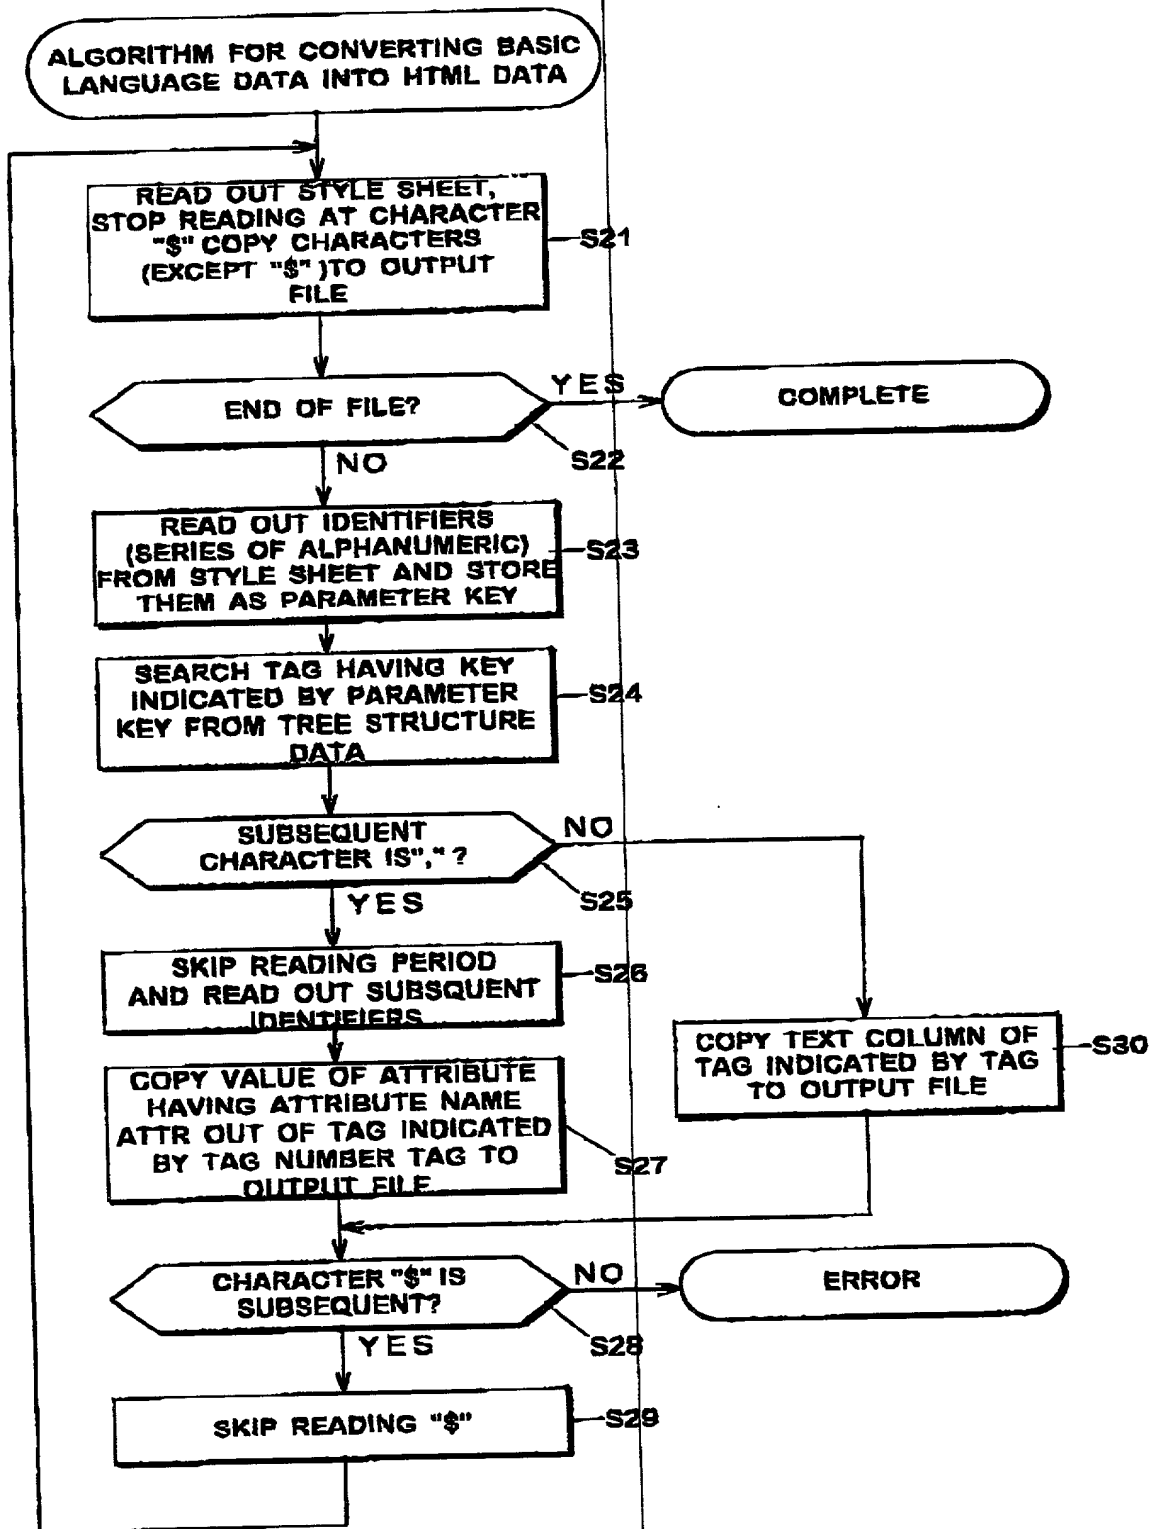 ALGORITHM FOR CONVERTING BASIC
LANGUAGE DATA INTO HTML DATA
READ OUT STYLE SHEET,
STOP READING AT CHARACTER
"$" COPY CHARACTERS
(EXCEPT "$" )TO OUTPUT
FILE
S21
END OF FILE?
YES
COMPLETE
S22
NO
READ OUT IDENTIFIERS
(SERIES OF ALPHANUMERIC)
FROM STYLE SHEET AND STORE
THEM AS PARAMETER KEY
S23
SEARCH TAG HAVING KEY
INDICATED BY PARAMETER
KEY FROM TREE STRUCTURE
DATA
S24
SUBSEQUENT
CHARACTER IS"," ?
NO
S25
YES
SKIP READING PERIOD
AND READ OUT SUBSQUENT
IDENTIFIERS
S26
COPY TEXT COLUMN OF
TAG INDICATED BY TAG
TO OUTPUT FILE
S30
COPY VALUE OF ATTRIBUTE
HAVING ATTRIBUTE NAME
ATTR OUT OF TAG INDICATED
BY TAG NUMBER TAG TO
OUTPUT FILE
S27
CHARACTER "$" IS
SUBSEQUENT?
NO
ERROR
S28
YES
SKIP READING "$"
S29